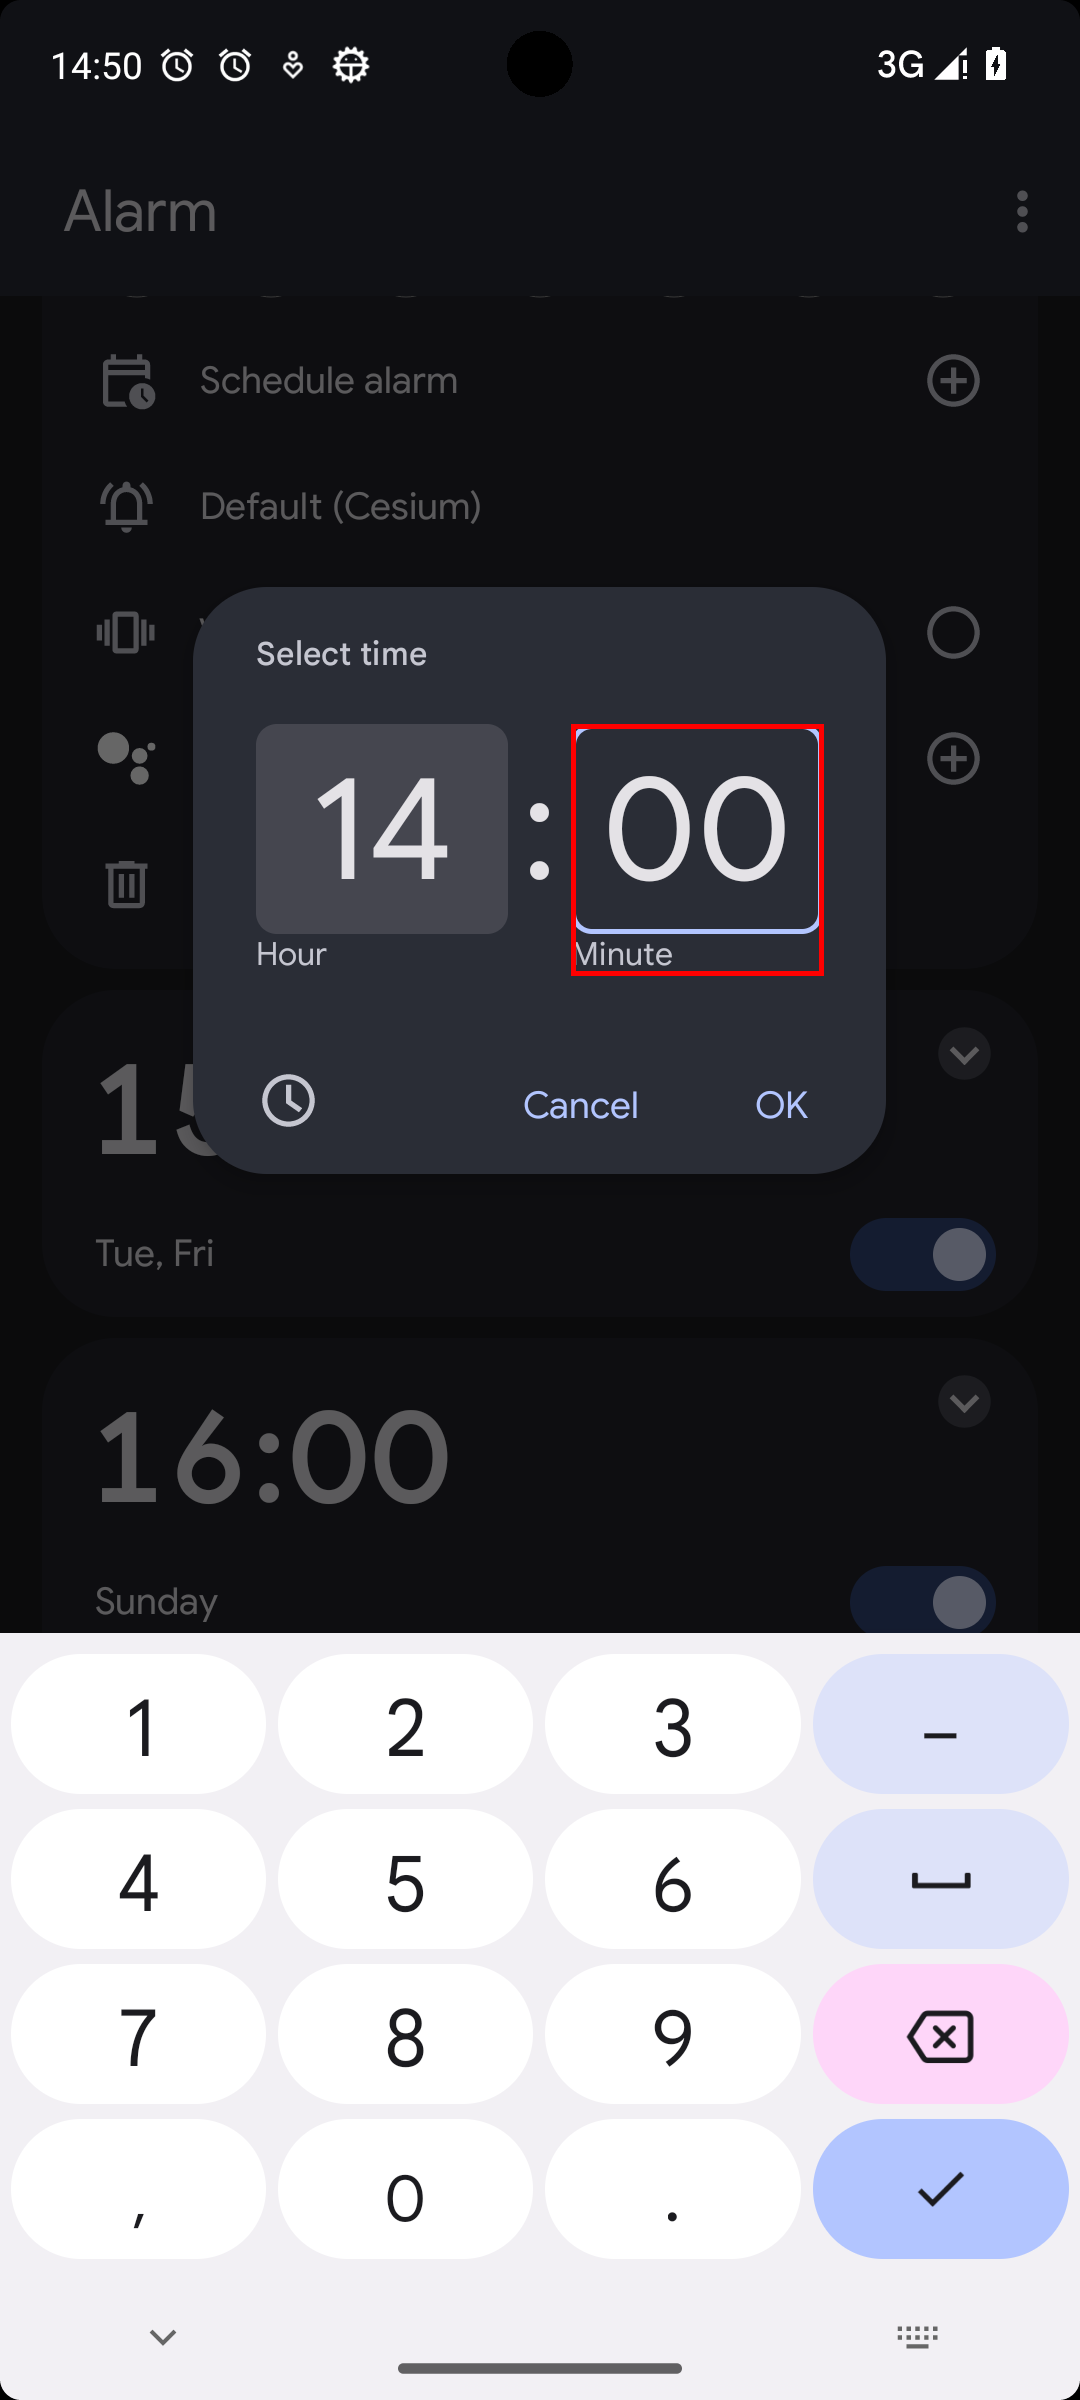 14:50
3G
Alarm
Schedule alarm
Default (Cesium)
Select time
14:00
Hour
Minute
15
Cancel
OK
Tue, Fri
16:00
Sunday
1 2 3 –
4 5 6
7 8 9
, 0 .